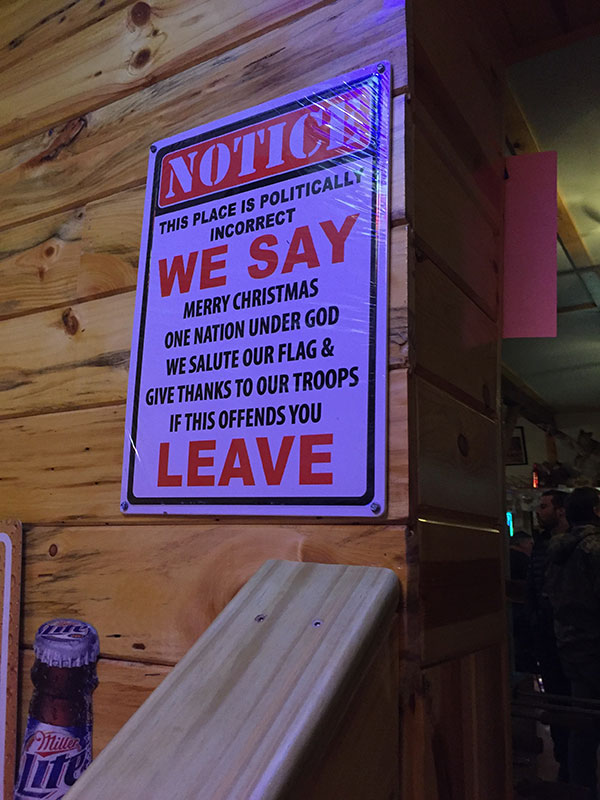 NOTICE
THIS PLACE IS POLITICALLY
INCORRECT
WE SAY
MERRY CHRISTMAS
ONE NATION UNDER GOD
WE SALUTE OUR FLAG &
GIVE THANKS TO OUR TROOPS
IF THIS OFFENDS YOU
LEAVE
Lite
Miller
Lite